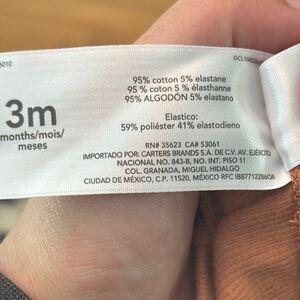 3m
months/mois/
meses
95% cotton 5% elastane
95 % coton 5 % élasthanne
95% ALGODÓN 5% elastano
Elastico:
59% poliéster 41% elastodieno
RN# 35623 CA# 53061
IMPORTADO POR: CARTERS BRANDS S.A. DE C.V. AV. EJÉRCITO
NACIONAL NO. 843-B, NO. INT. PISO 11
COL. GRANADA, MIGUEL HIDALGO
CIUDAD DE MÉXICO, C.P. 11520, MÉXICO RFC